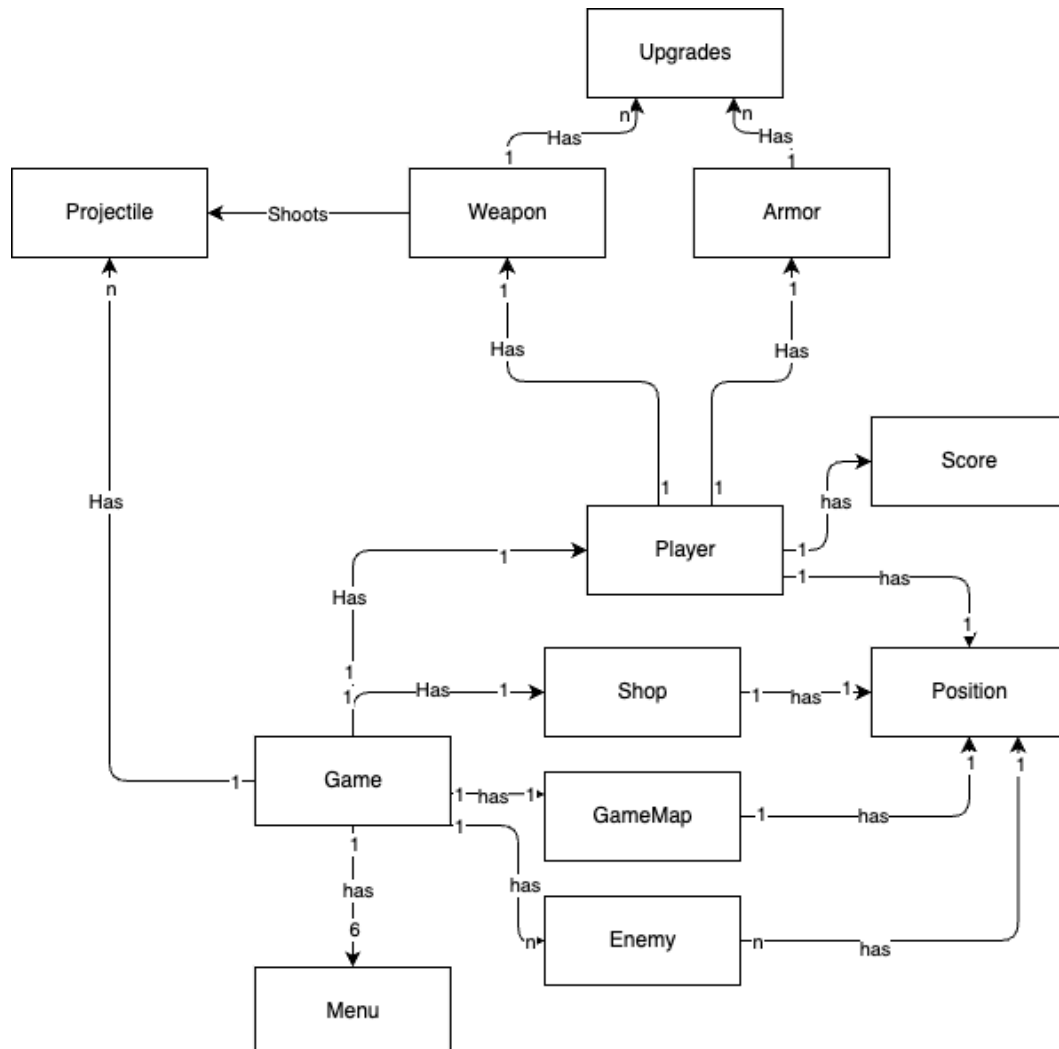 Upgrades
n
n
Has
Has
1
1
Projectile
Shoots
Weapon
Armor
n
1
1
Has
Has
Has
1
1
Score
has
1
Player
1
1
has
Has
1
1
1
1
Has
1
Shop
1
has
1
Position
1
Game
1
has
1
GameMap
1
has
1
1
1
1
has
has
6
n
Enemy
n
has
Menu